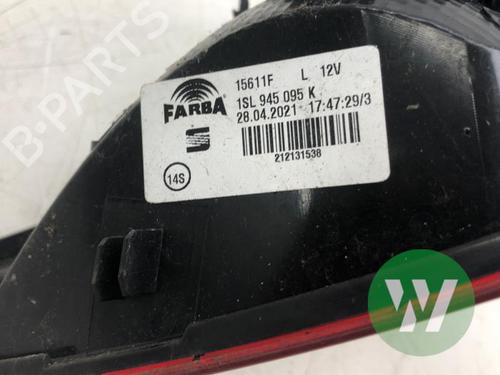 15611F L 12V
FARBA
1SL 945 095 K
28.04.2021 17:47:29/3
S
212131538
14S
W
B-PARTS